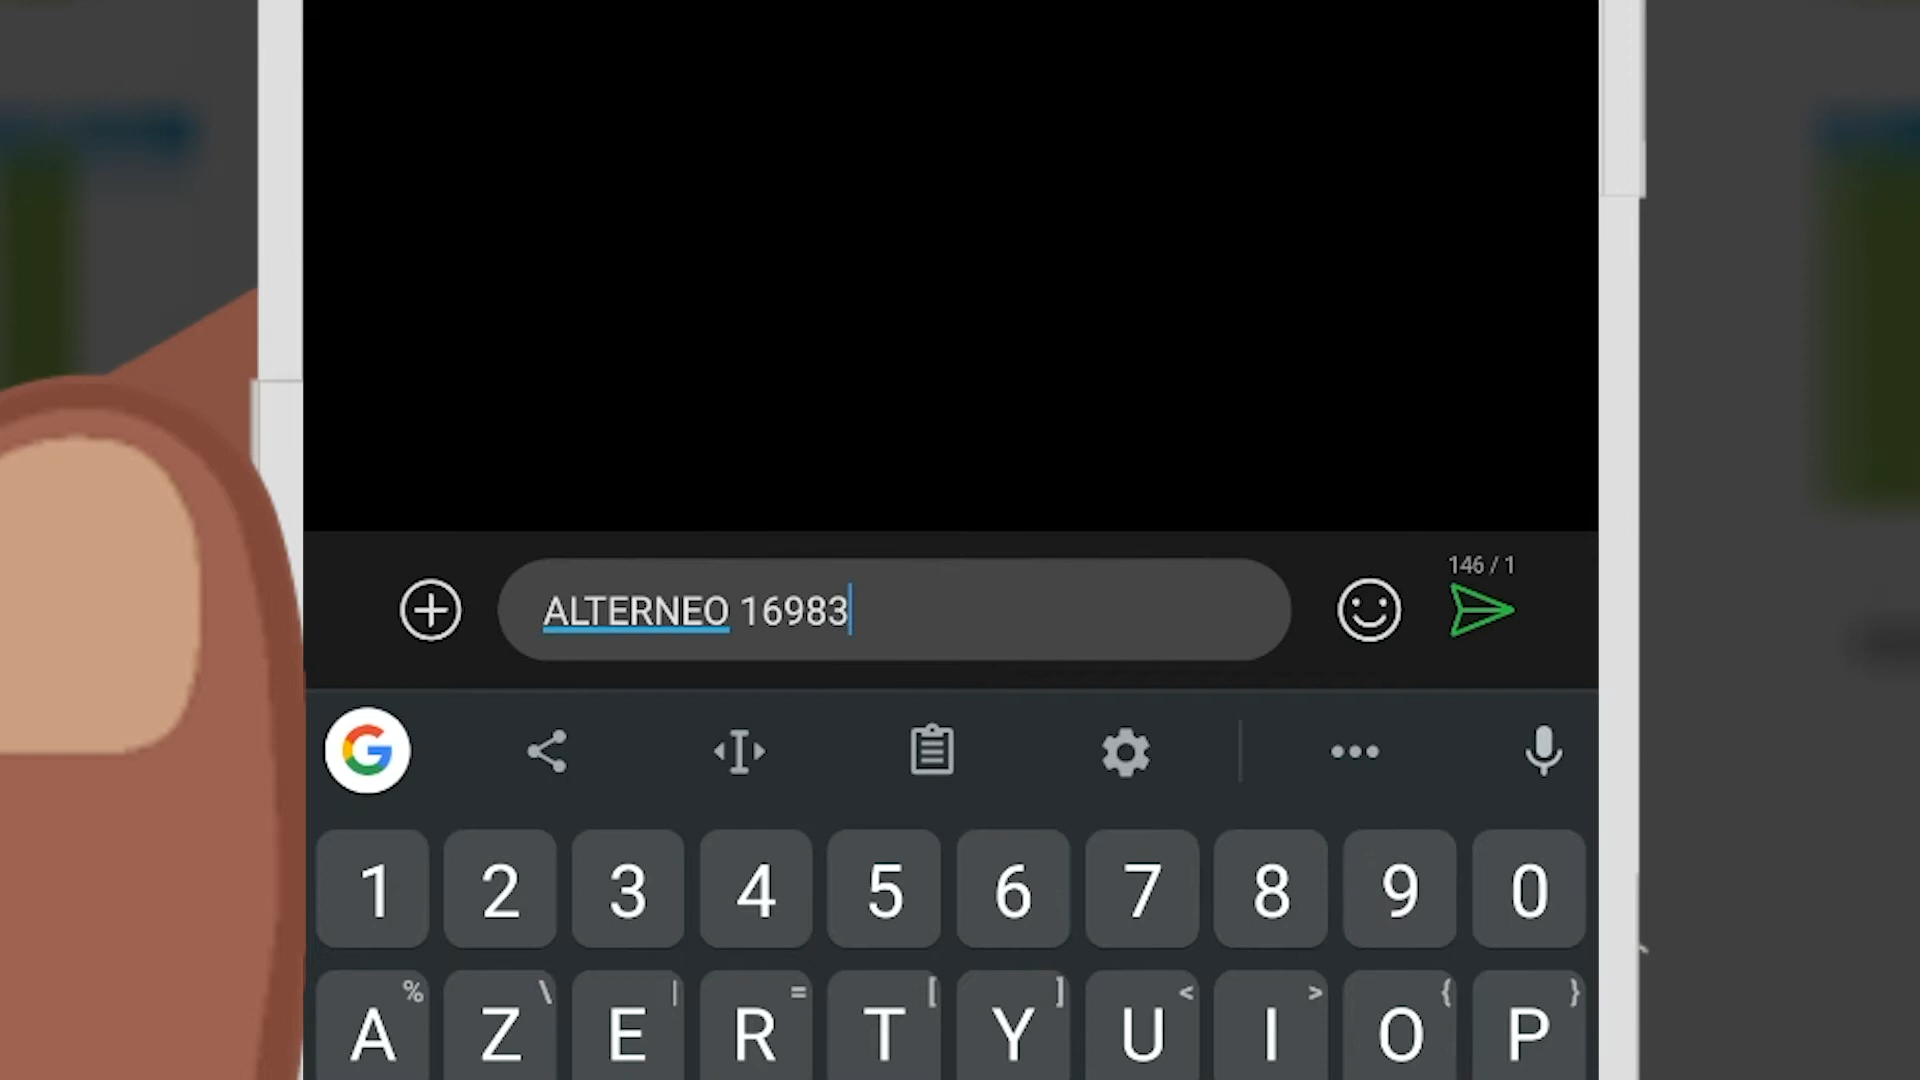 146 / 1
ALTERNEO 16983
G
1 2 3 4 5 6 7 8 9 0
% \ | = [ ] < > { }
A Z E R T Y U I O P